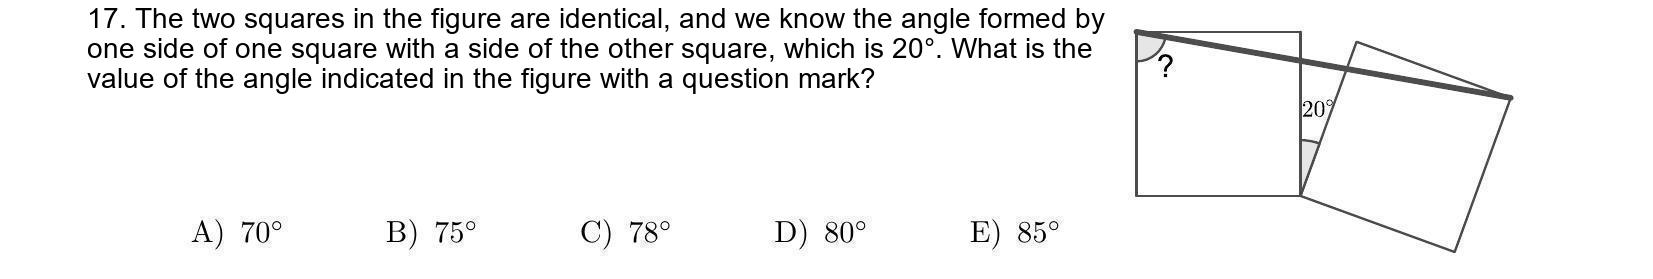 17. The two squares in the figure are identical, and we know the angle formed by
one side of one square with a side of the other square, which is 20°. What is the
value of the angle indicated in the figure with a question mark?
?
20°
A) 70° B) 75° C) 78° D) 80° E) 85°